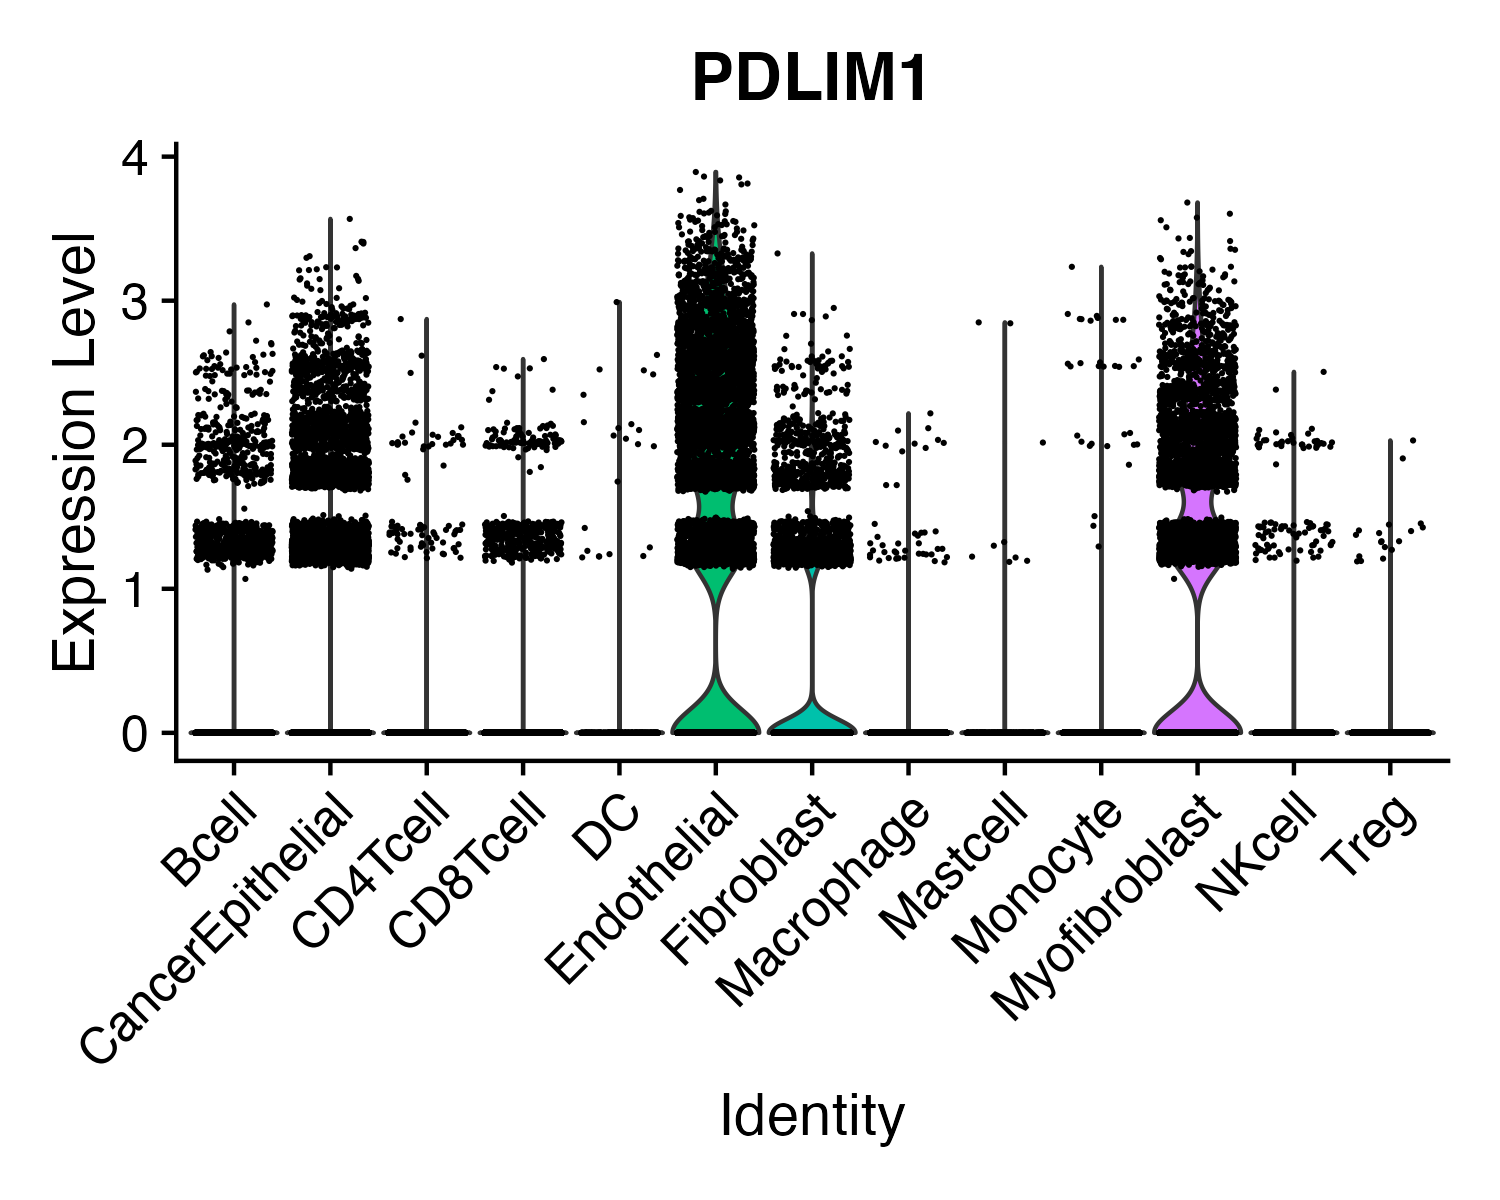 PDLIM1
Expression Level
4
3
2
1
0
Bcell
CancerEpithelial
CD4Tcell
CD8Tcell
DC
Endothelial
Fibroblast
Macrophage
Mastcell
Monocyte
Myofibroblast
NKcell
Treg
Identity